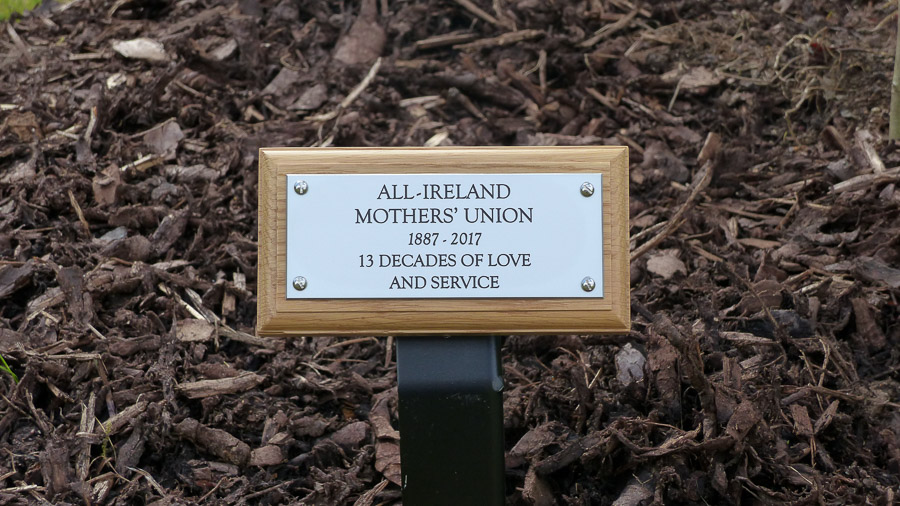 ALL-IRELAND
MOTHERS’ UNION
1887 - 2017
13 DECADES OF LOVE
AND SERVICE